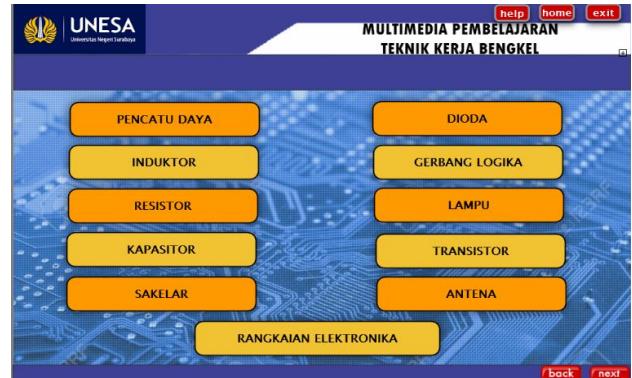 help home exit
UNESA
Universitas Negeri Surabaya
MULTIMEDIA PEMBELAJARAN
TEKNIK KERJA BENGKEL
PENCATU DAYA
DIODA
INDUKTOR
GERBANG LOGIKA
RESISTOR
LAMPU
KAPASITOR
TRANSISTOR
SAKELAR
ANTENA
RANGKAIAN ELEKTRONIKA
back next